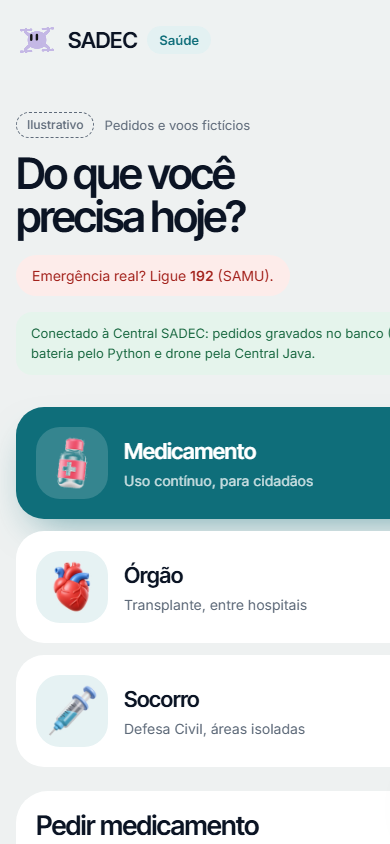 SADEC Saúde
Ilustrativo Pedidos e voos fictícios
Do que você
precisa hoje?
Emergência real? Ligue 192 (SAMU).
Conectado à Central SADEC: pedidos gravados no banco (
bateria pelo Python e drone pela Central Java.
Medicamento
Uso contínuo, para cidadãos
Órgão
Transplante, entre hospitais
Socorro
Defesa Civil, áreas isoladas
Pedir medicamento